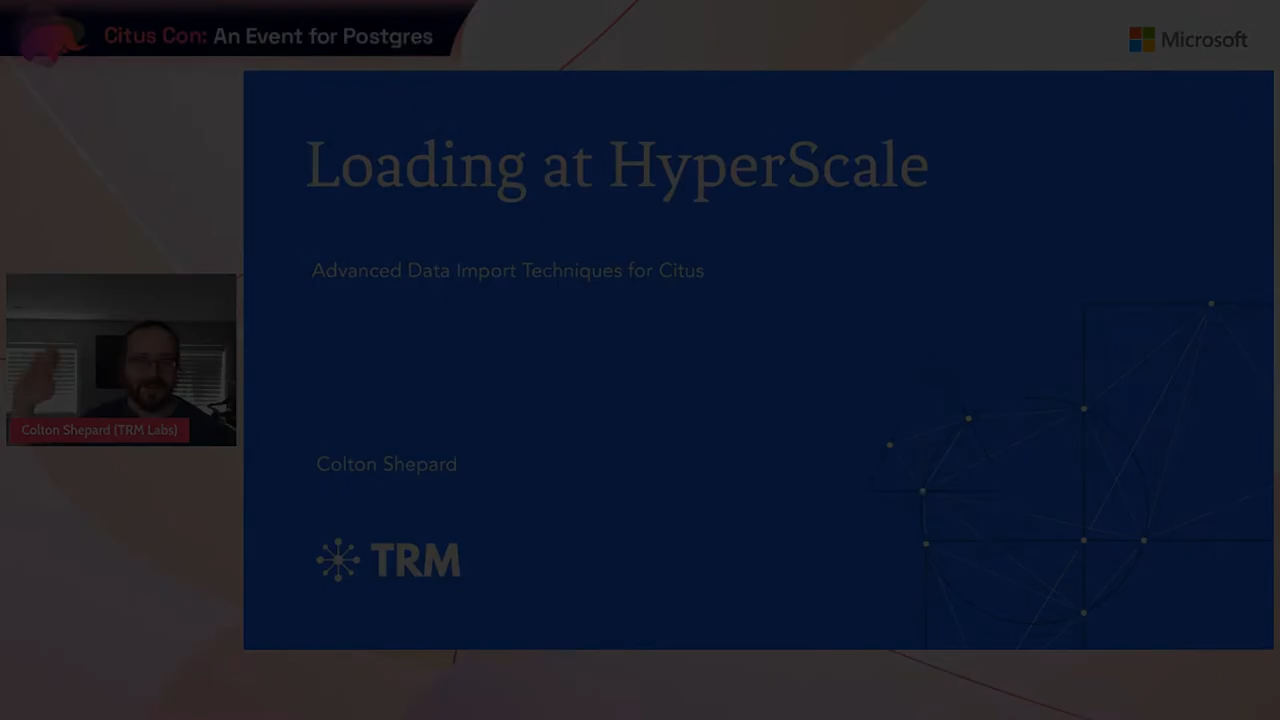 Citus Con: An Event for Postgres
Microsoft
Loading at HyperScale
Advanced Data Import Techniques for Citus
Colton Shepard (TRM Labs)
Colton Shepard
TRM